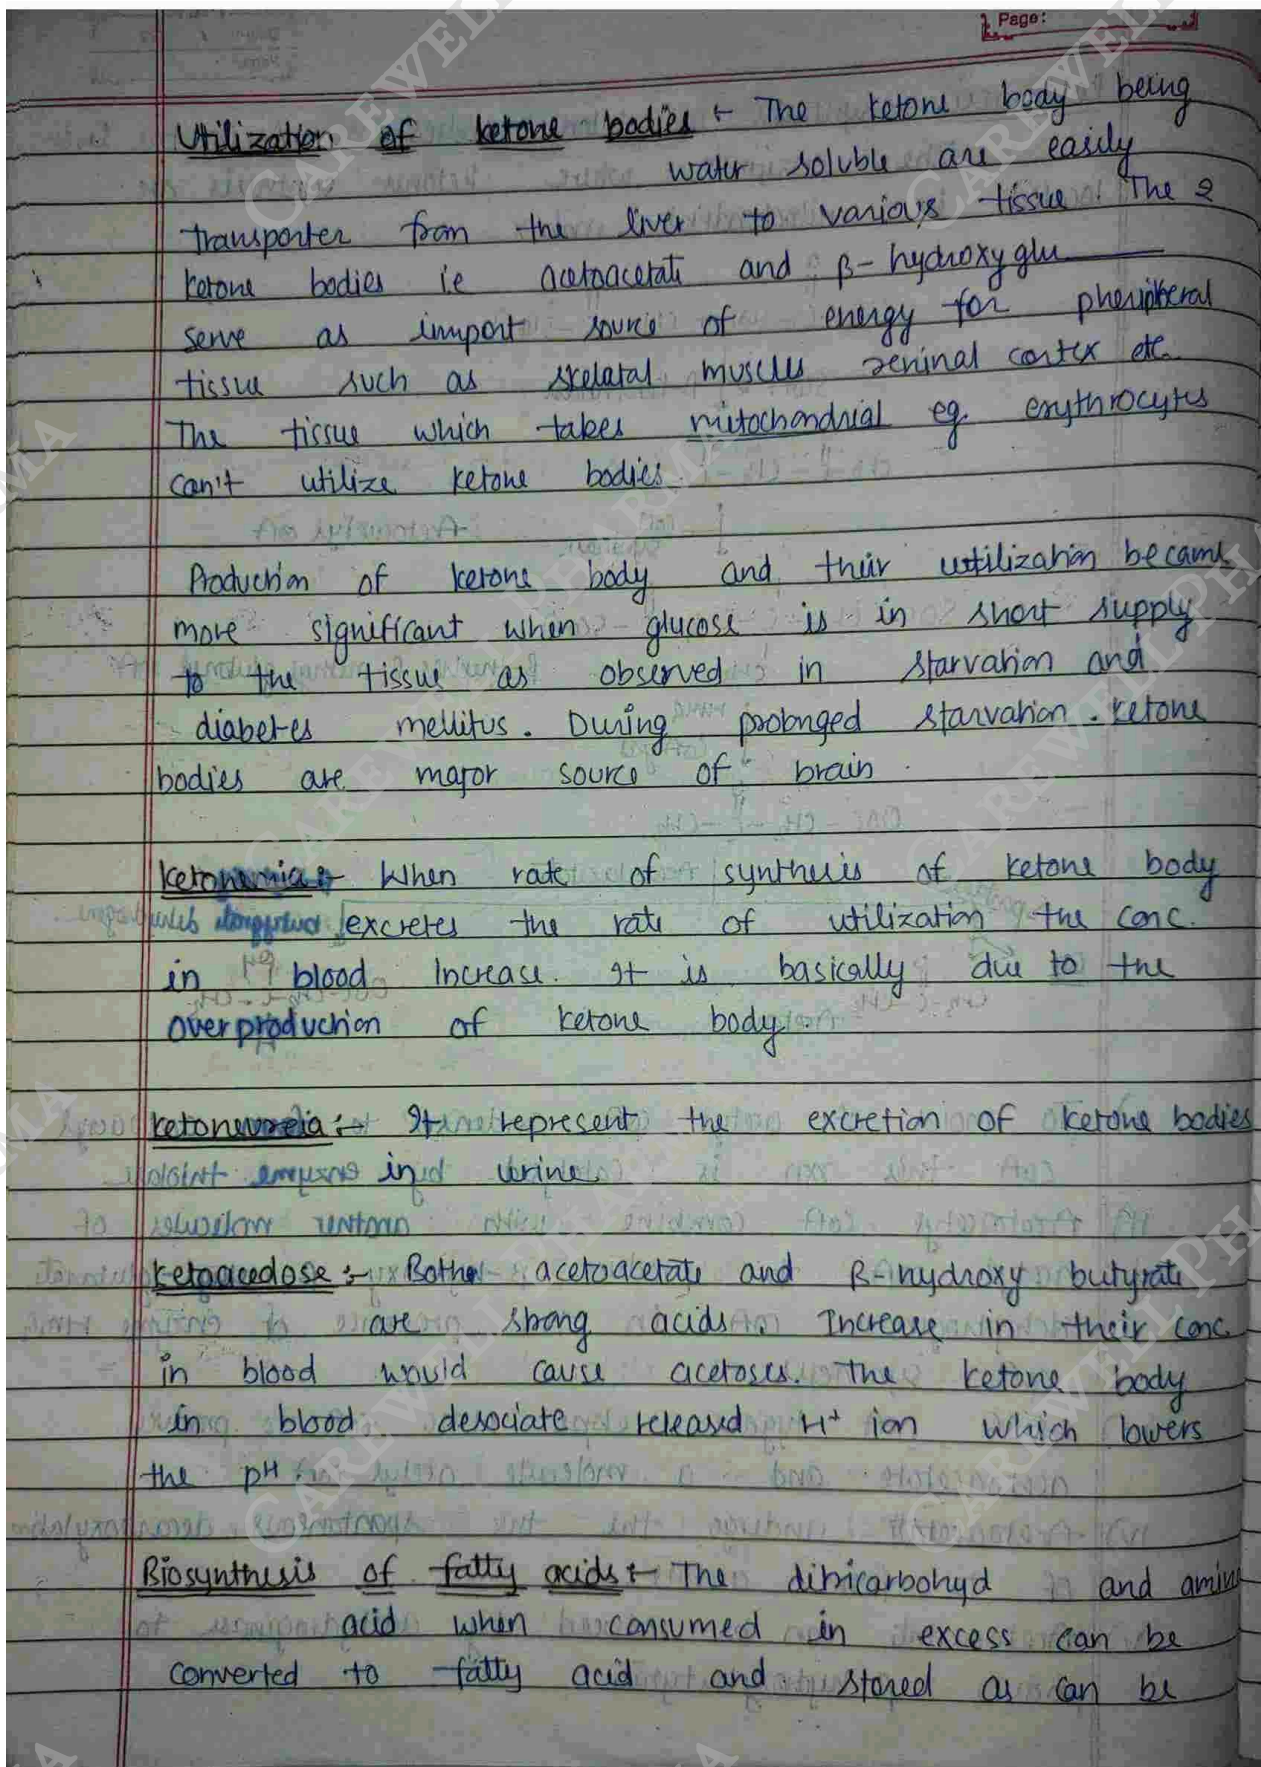 Page:
Utilization of ketone bodies :- The ketone body being
water soluble are easily
transporter from the liver to various tissue. The 2
ketone bodies i.e acetoacetate and β-hydroxy glu
serve as import source of energy for pheripheral
tissue such as skelatal muscles reninal cortex etc.
The tissue which takes mitochondrial eg. erythrocytes
can't utilize ketone bodies.
Production of ketone body and their utilization became
more significant when glucose is in short supply
to the tissue as observed in starvation and
diabetes mellitus. During prolonged starvation. ketone
bodies are major source of brain.
Ketonemia :- When rate of synthesis of ketone body
excretes the rate of utilization the conc.
in blood increase. It is basically due to the
overproduction of ketone body.
Ketoneureia :- It represent the excretion of ketone bodies
in urine
Ketoacedose :- Both acetoacetate and β-hydroxy butyrate
are strong acids. Increase in their conc.
in blood would cause acetoses. The ketone body
in blood desociate released H+ ion which lowers
the pH.
Biosynthesis of fatty acids :- The dibicarbohyd and amino
acid when consumed in excess can be
converted to fatty acid and stored as can be
CAREWELL PHARMA